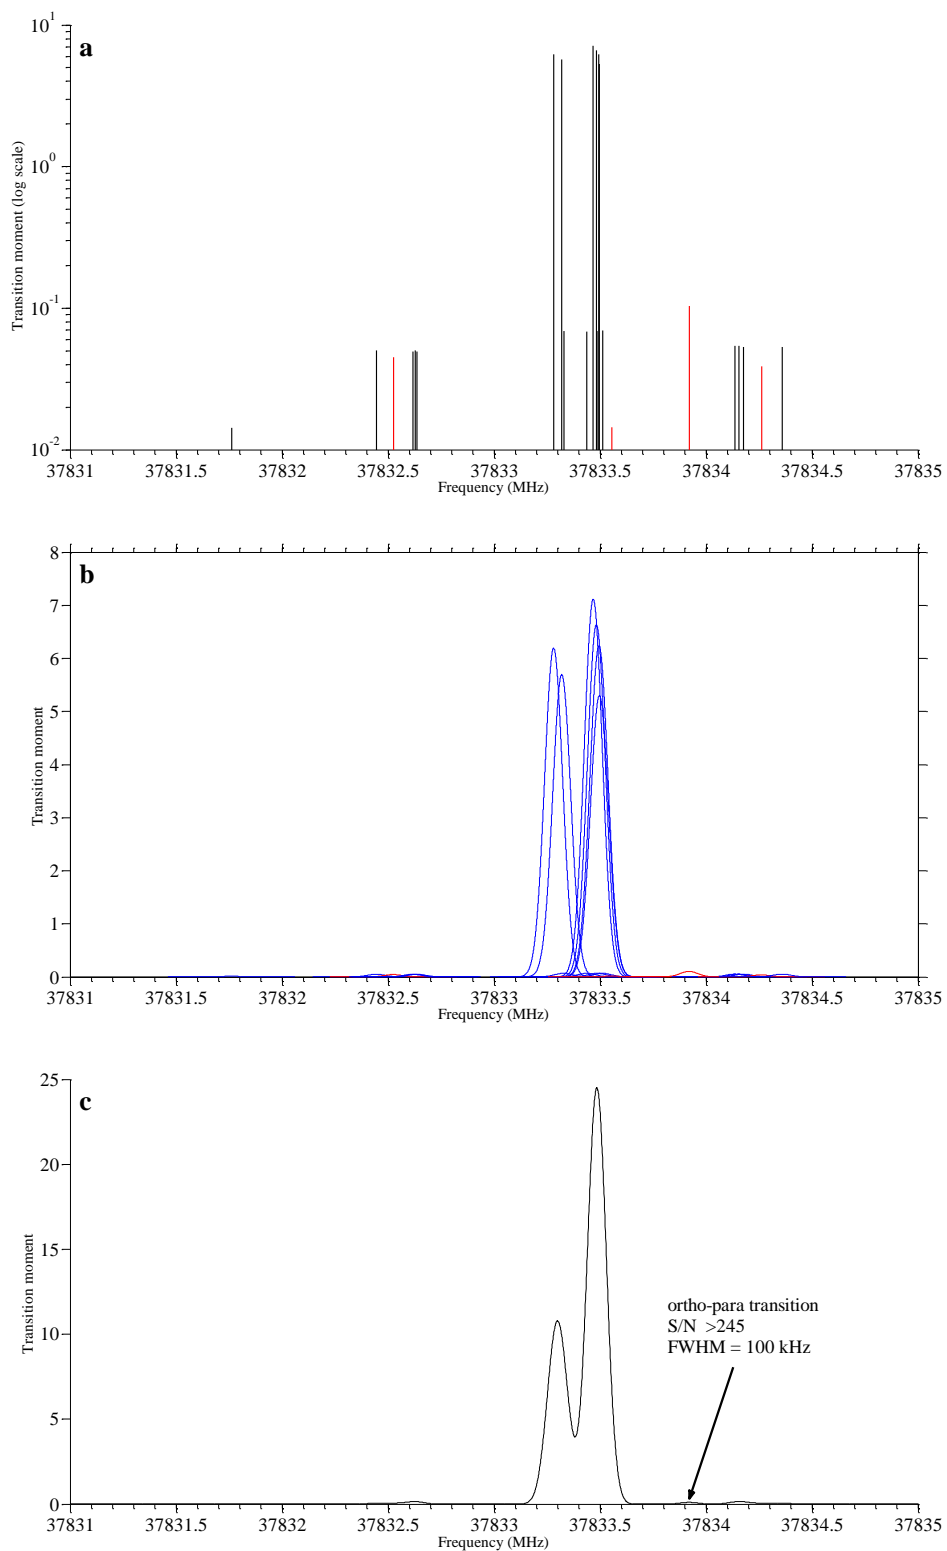 a
10^1
10^0
10^-1
10^-2
Transition moment (log scale)
37831 37831.5 37832 37832.5 37833 37833.5 37834 37834.5 37835
Frequency (MHz)
b
8
7
6
5
4
3
2
1
0
Transition moment
37831 37831.5 37832 37832.5 37833 37833.5 37834 37834.5 37835
Frequency (MHz)
c
25
20
15
10
5
0
Transition moment
ortho-para transition
S/N >245
FWHM = 100 kHz
37831 37831.5 37832 37832.5 37833 37833.5 37834 37834.5 37835
Frequency (MHz)